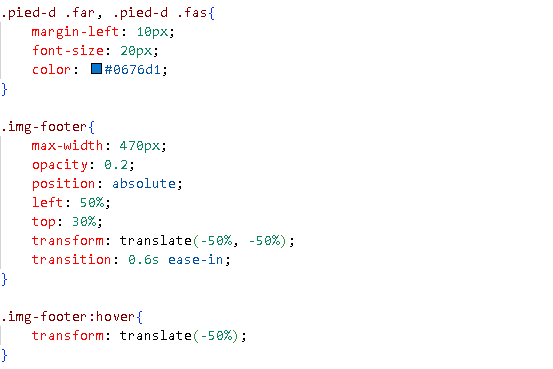 .pied-d .far, .pied-d .fas{
margin-left: 10px;
font-size: 20px;
color: #0676d1;
}
.img-footer{
max-width: 470px;
opacity: 0.2;
position: absolute;
left: 50%;
top: 30%;
transform: translate(-50%, -50%);
transition: 0.6s ease-in;
}
.img-footer:hover{
transform: translate(-50%);
}